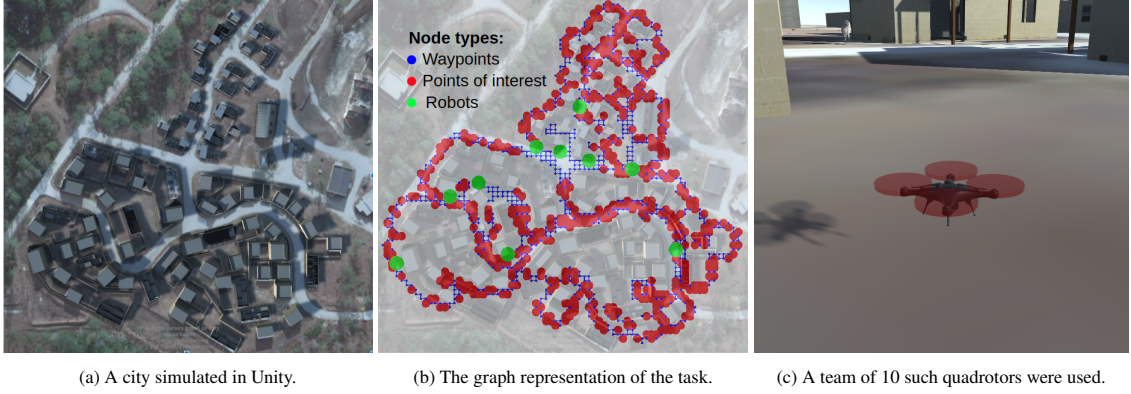 Node types:
Waypoints
Points of interest
Robots
(a) A city simulated in Unity.
(b) The graph representation of the task.
(c) A team of 10 such quadrotors were used.